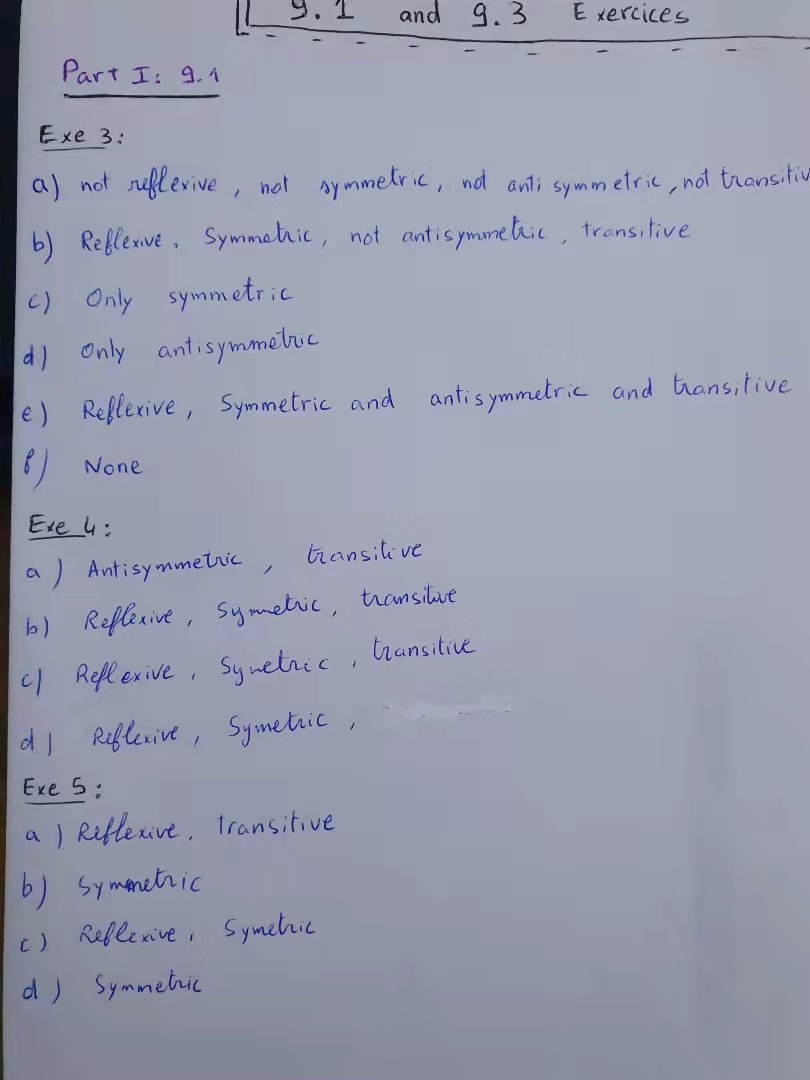 9.1 and 9.3 Exercices
Part I: 9.1
Exe 3:
a) not reflexive, not symmetric, not anti symmetric, not transitiv
b) Reflexive, Symmetric, not antisymmetric, transitive
c) Only symmetric
d) Only antisymmetric
e) Reflexive, Symmetric and antisymmetric and transitive
f) None
Exe 4:
a) Antisymmetric, transitive
b) Reflexive, Symmetric, transitive
c) Reflexive, Symetric, transitive
d) Reflexive, Symetric,
Exe 5:
a) Reflexive, transitive
b) Symmetric
c) Reflexive, Symetric
d) Symmetric